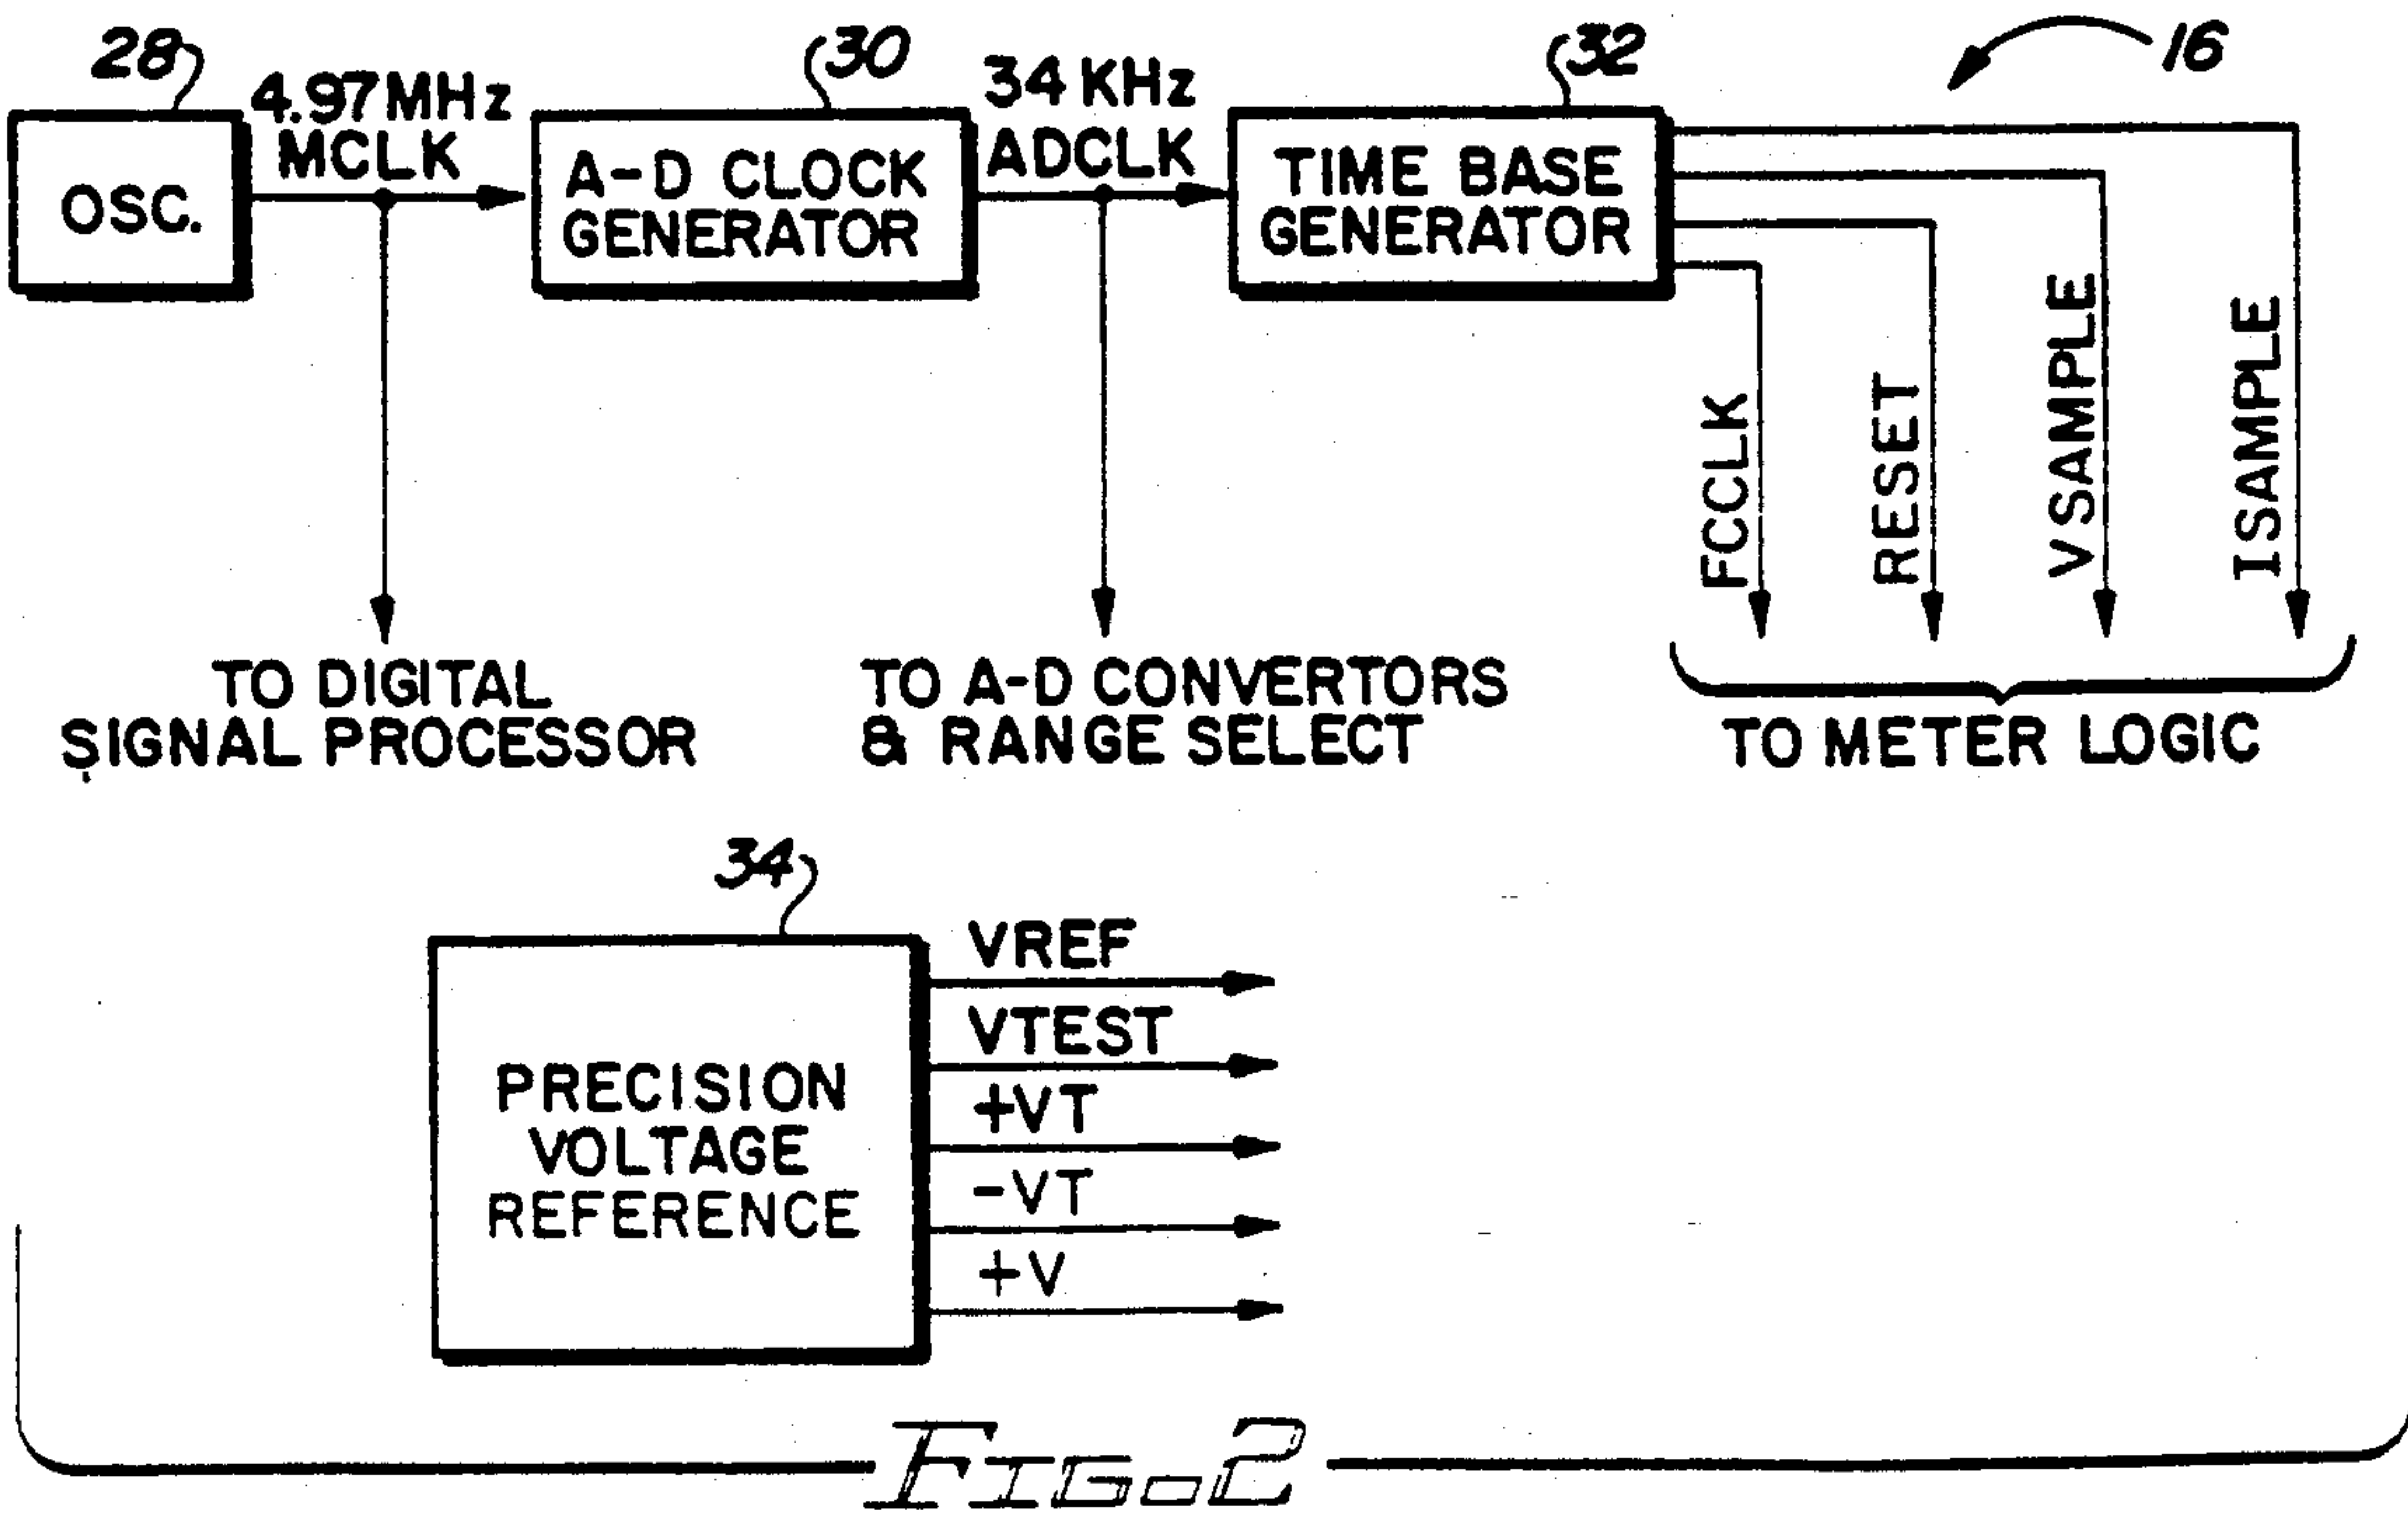 28
30
32
16
4.97MHz
MCLK
34 KHz
ADCLK
OSC.
A-D CLOCK
GENERATOR
TIME BASE
GENERATOR
FCCLK
RESET
VSAMPLE
ISAMPLE
TO DIGITAL
SIGNAL PROCESSOR
TO A-D CONVERTORS
& RANGE SELECT
TO METER LOGIC
34
PRECISION
VOLTAGE
REFERENCE
VREF
VTEST
+VT
-VT
+V
FIG.2